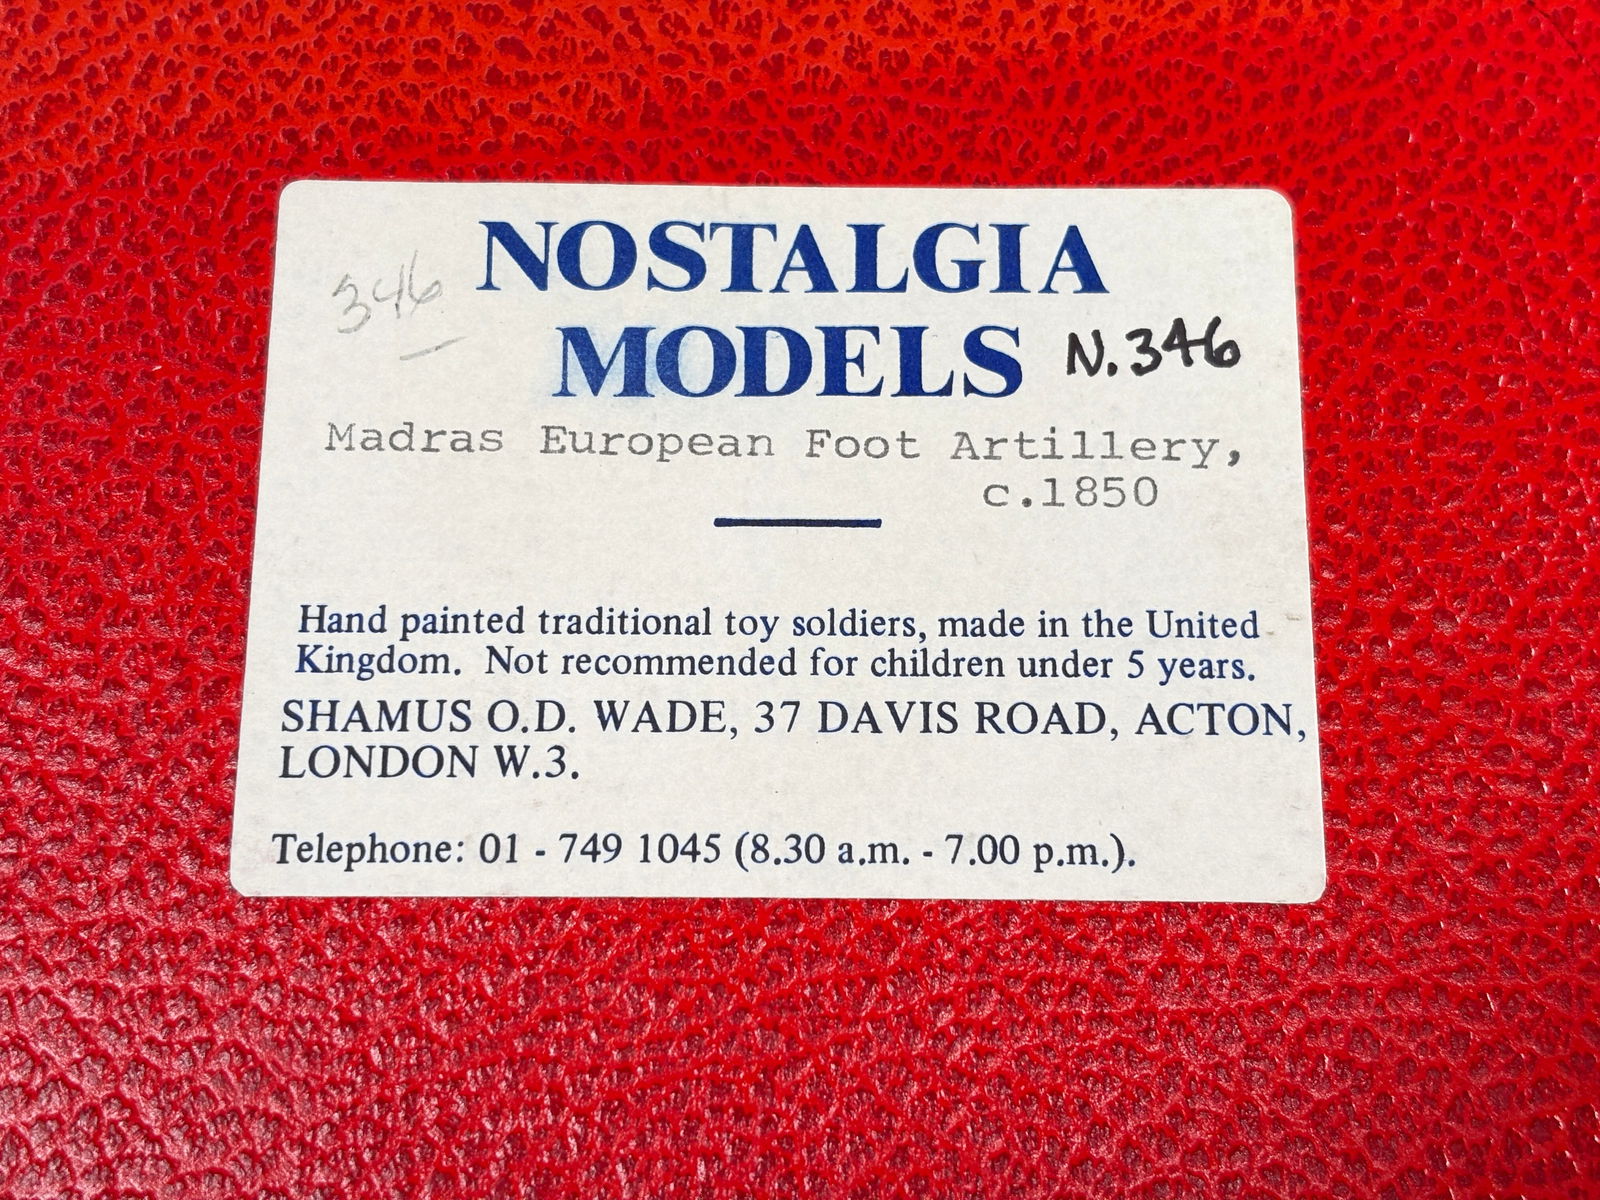 346
NOSTALGIA
MODELS N.346
Madras European Foot Artillery,
c.1850
Hand painted traditional toy soldiers, made in the United
Kingdom. Not recommended for children under 5 years.
SHAMUS O.D. WADE, 37 DAVIS ROAD, ACTON,
LONDON W.3.
Telephone: 01 - 749 1045 (8.30 a.m. - 7.00 p.m.).